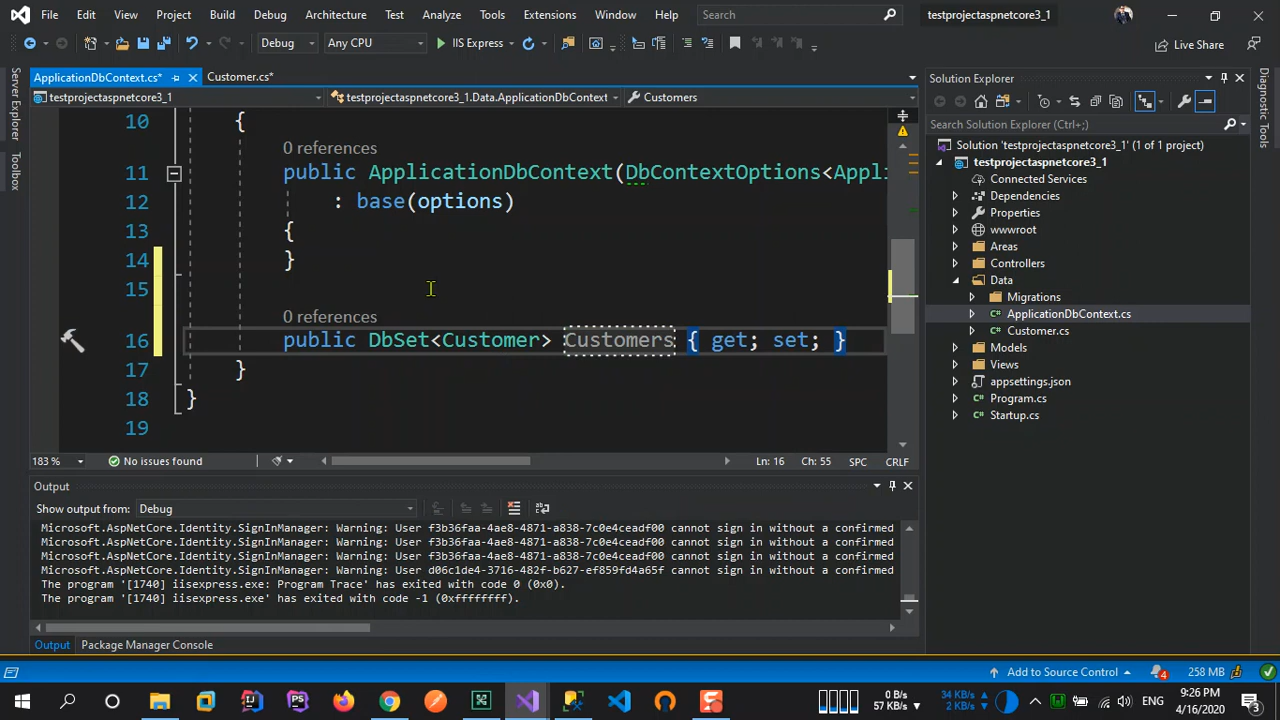 File Edit View Project Build Debug Architecture Test Analyze Tools Extensions Window Help Search testprojectaspnetcore3_1
Debug Any CPU IIS Express Live Share
Server Explorer
Toolbox
ApplicationDbContext.cs* Customer.cs*
testprojectaspnetcore3_1 testprojectaspnetcore3_1.Data.ApplicationDbContext Customers
10 {
0 references
11 public ApplicationDbContext(DbContextOptions<Appli
12 : base(options)
13 {
14 }
15
0 references
16 public DbSet<Customer> Customers { get; set; }
17 }
18 }
19
183 % No issues found Ln: 16 Ch: 55 SPC CRLF
Output
Show output from: Debug
Microsoft.AspNetCore.Identity.SignInManager: Warning: User f3b36faa-4ae8-4871-a838-7c0e4ceadf00 cannot sign in without a confirmed
Microsoft.AspNetCore.Identity.SignInManager: Warning: User f3b36faa-4ae8-4871-a838-7c0e4ceadf00 cannot sign in without a confirmed
Microsoft.AspNetCore.Identity.SignInManager: Warning: User f3b36faa-4ae8-4871-a838-7c0e4ceadf00 cannot sign in without a confirmed
Microsoft.AspNetCore.Identity.SignInManager: Warning: User d06c1de4-3716-482f-b627-ef859fd4a65f cannot sign in without a confirmed
The program '[1740] iisexpress.exe: Program Trace' has exited with code 0 (0x0).
The program '[1740] iisexpress.exe' has exited with code -1 (0xffffffff).
Output Package Manager Console
Solution Explorer
Search Solution Explorer (Ctrl+;)
Solution 'testprojectaspnetcore3_1' (1 of 1 project)
testprojectaspnetcore3_1
Connected Services
Dependencies
Properties
wwwroot
Areas
Controllers
Data
Migrations
ApplicationDbContext.cs
Customer.cs
Models
Views
appsettings.json
Program.cs
Startup.cs
Diagnostic Tools
Add to Source Control 4 258 MB
0 B/s
57 KB/s
34 KB/s
2 KB/s
ENG
9:26 PM
4/16/2020
3